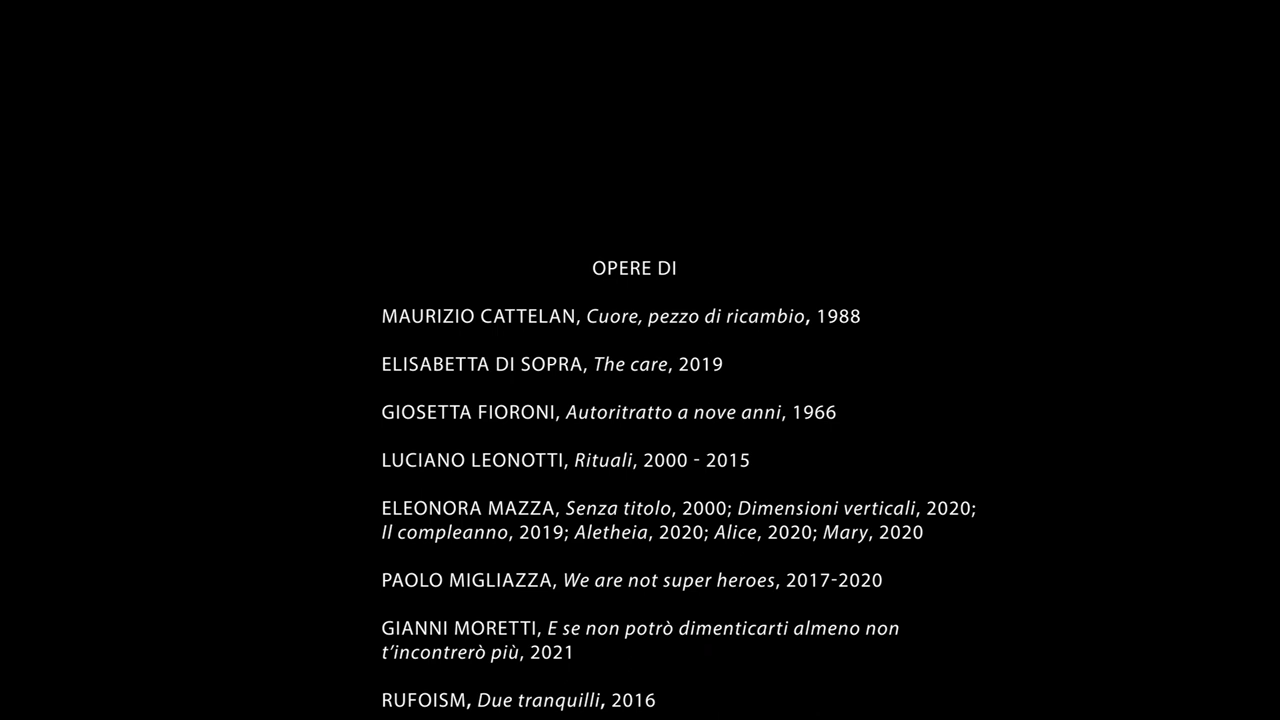 OPERE DI
MAURIZIO CATTELAN, Cuore, pezzo di ricambio, 1988
ELISABETTA DI SOPRA, The care, 2019
GIOSETTA FIORONI, Autoritratto a nove anni, 1966
LUCIANO LEONOTTI, Rituali, 2000 - 2015
ELEONORA MAZZA, Senza titolo, 2000; Dimensioni verticali, 2020;
Il compleanno, 2019; Aletheia, 2020; Alice, 2020; Mary, 2020
PAOLO MIGLIAZZA, We are not super heroes, 2017-2020
GIANNI MORETTI, E se non potrò dimenticarti almeno non
t’incontrerò più, 2021
RUFOISM, Due tranquilli, 2016